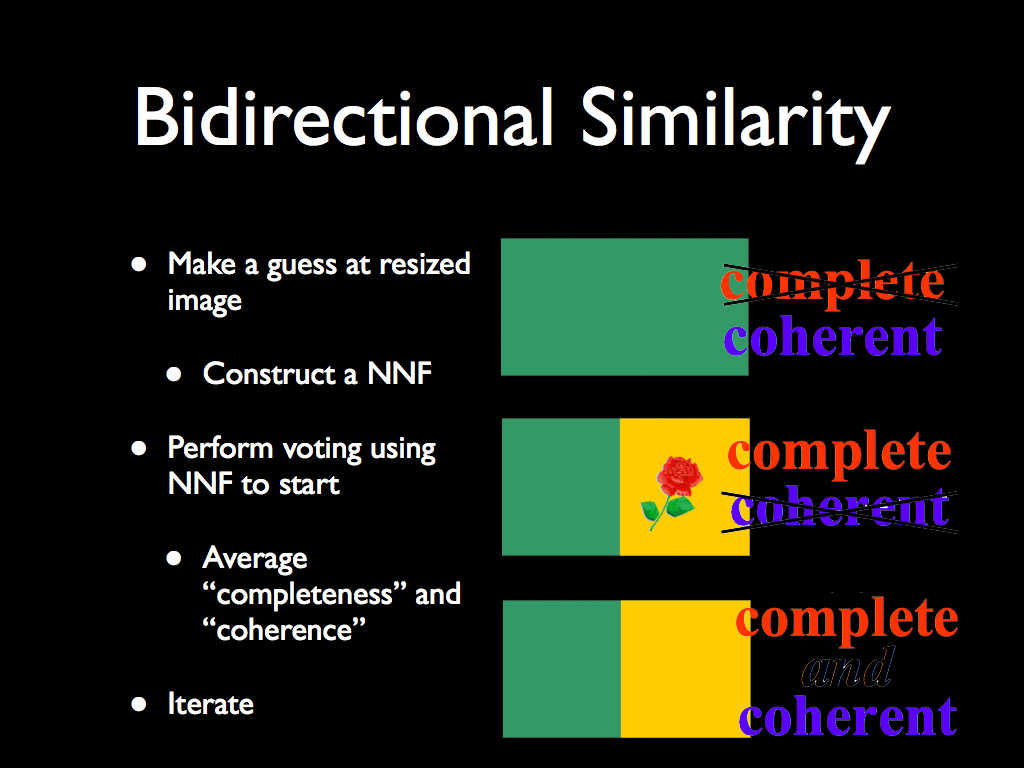 Bidirectional Similarity
• Make a guess at resized
image
• Construct a NNF
• Perform voting using
NNF to start
• Average
“completeness” and
“coherence”
• Iterate
complete
coherent
complete
coherent
complete
and
coherent